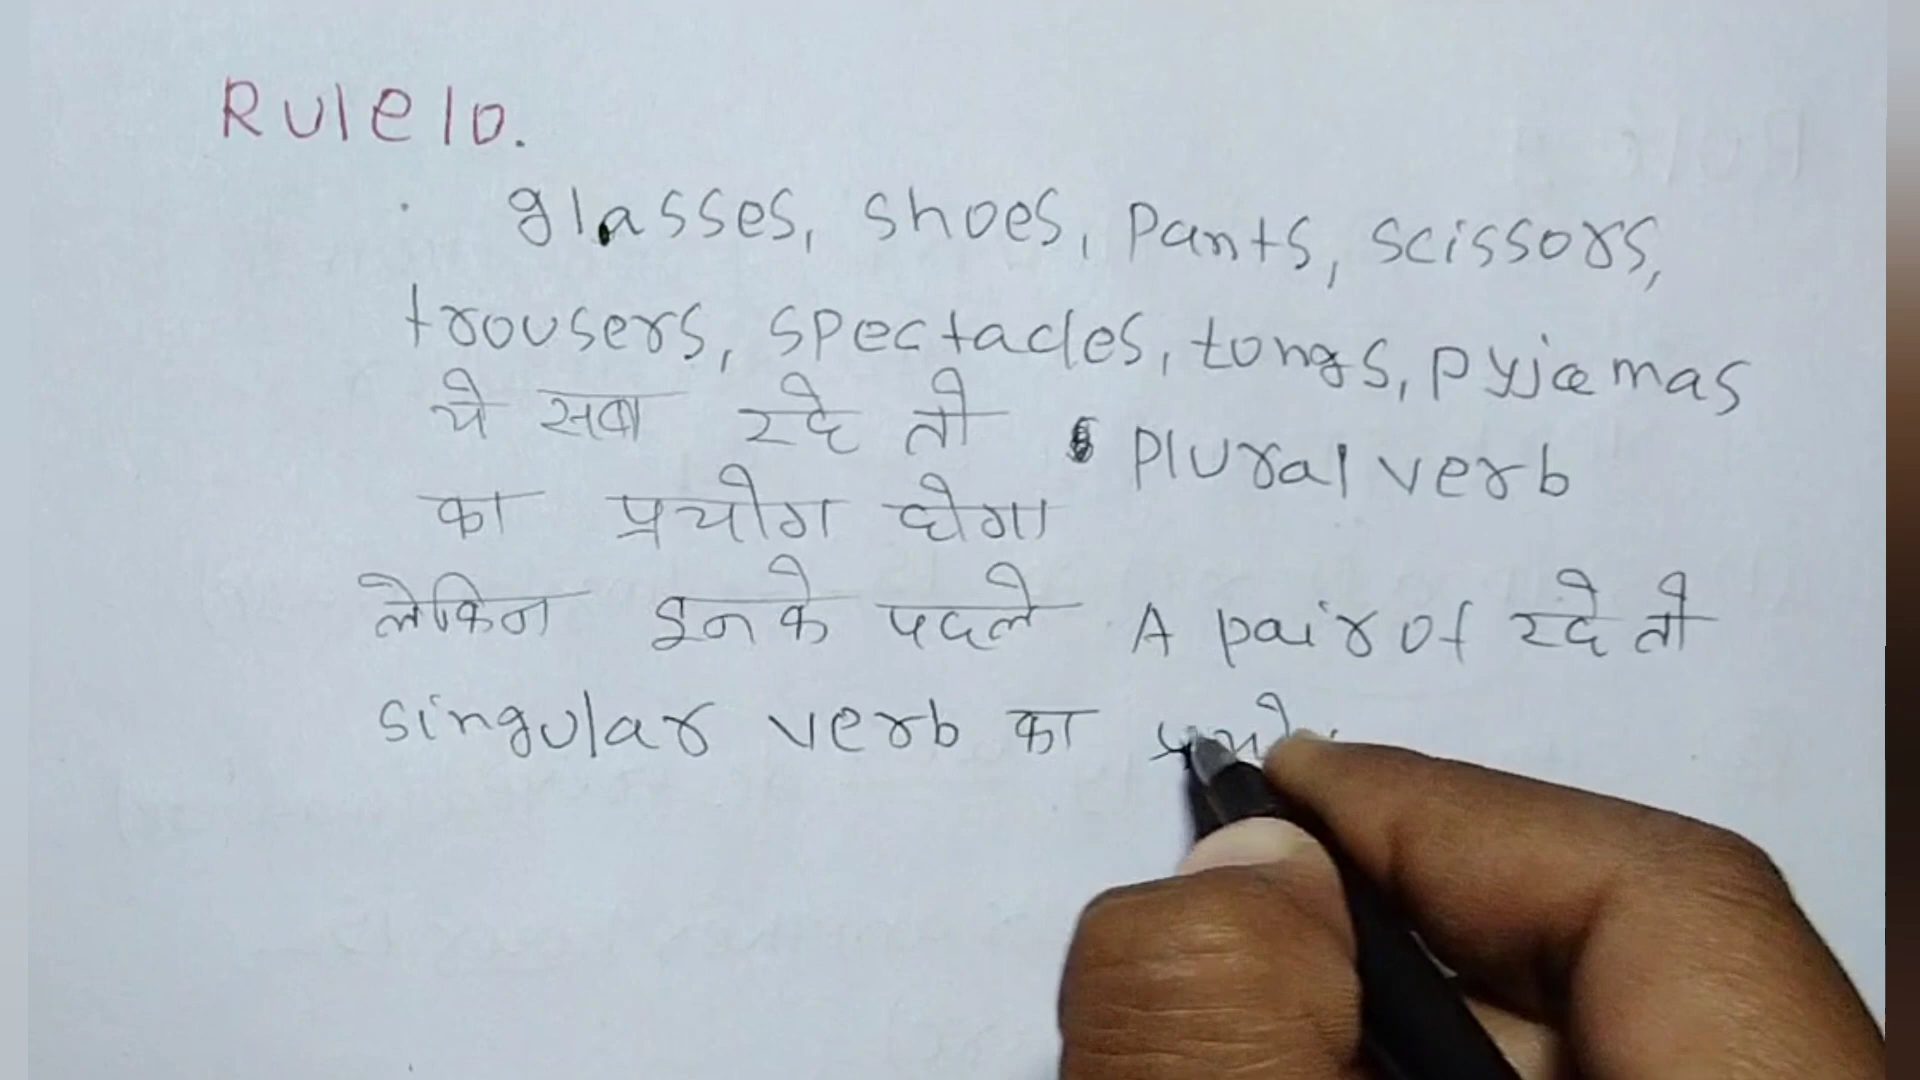 Rule 10.
glasses, shoes, Pants, scissors,
trousers, spectacles, tongs, pyjamas
ये सब रहे तो Plural verb
का प्रयोग होगा
लेकिन इनके पहले A pair of रहे तो
singular verb का